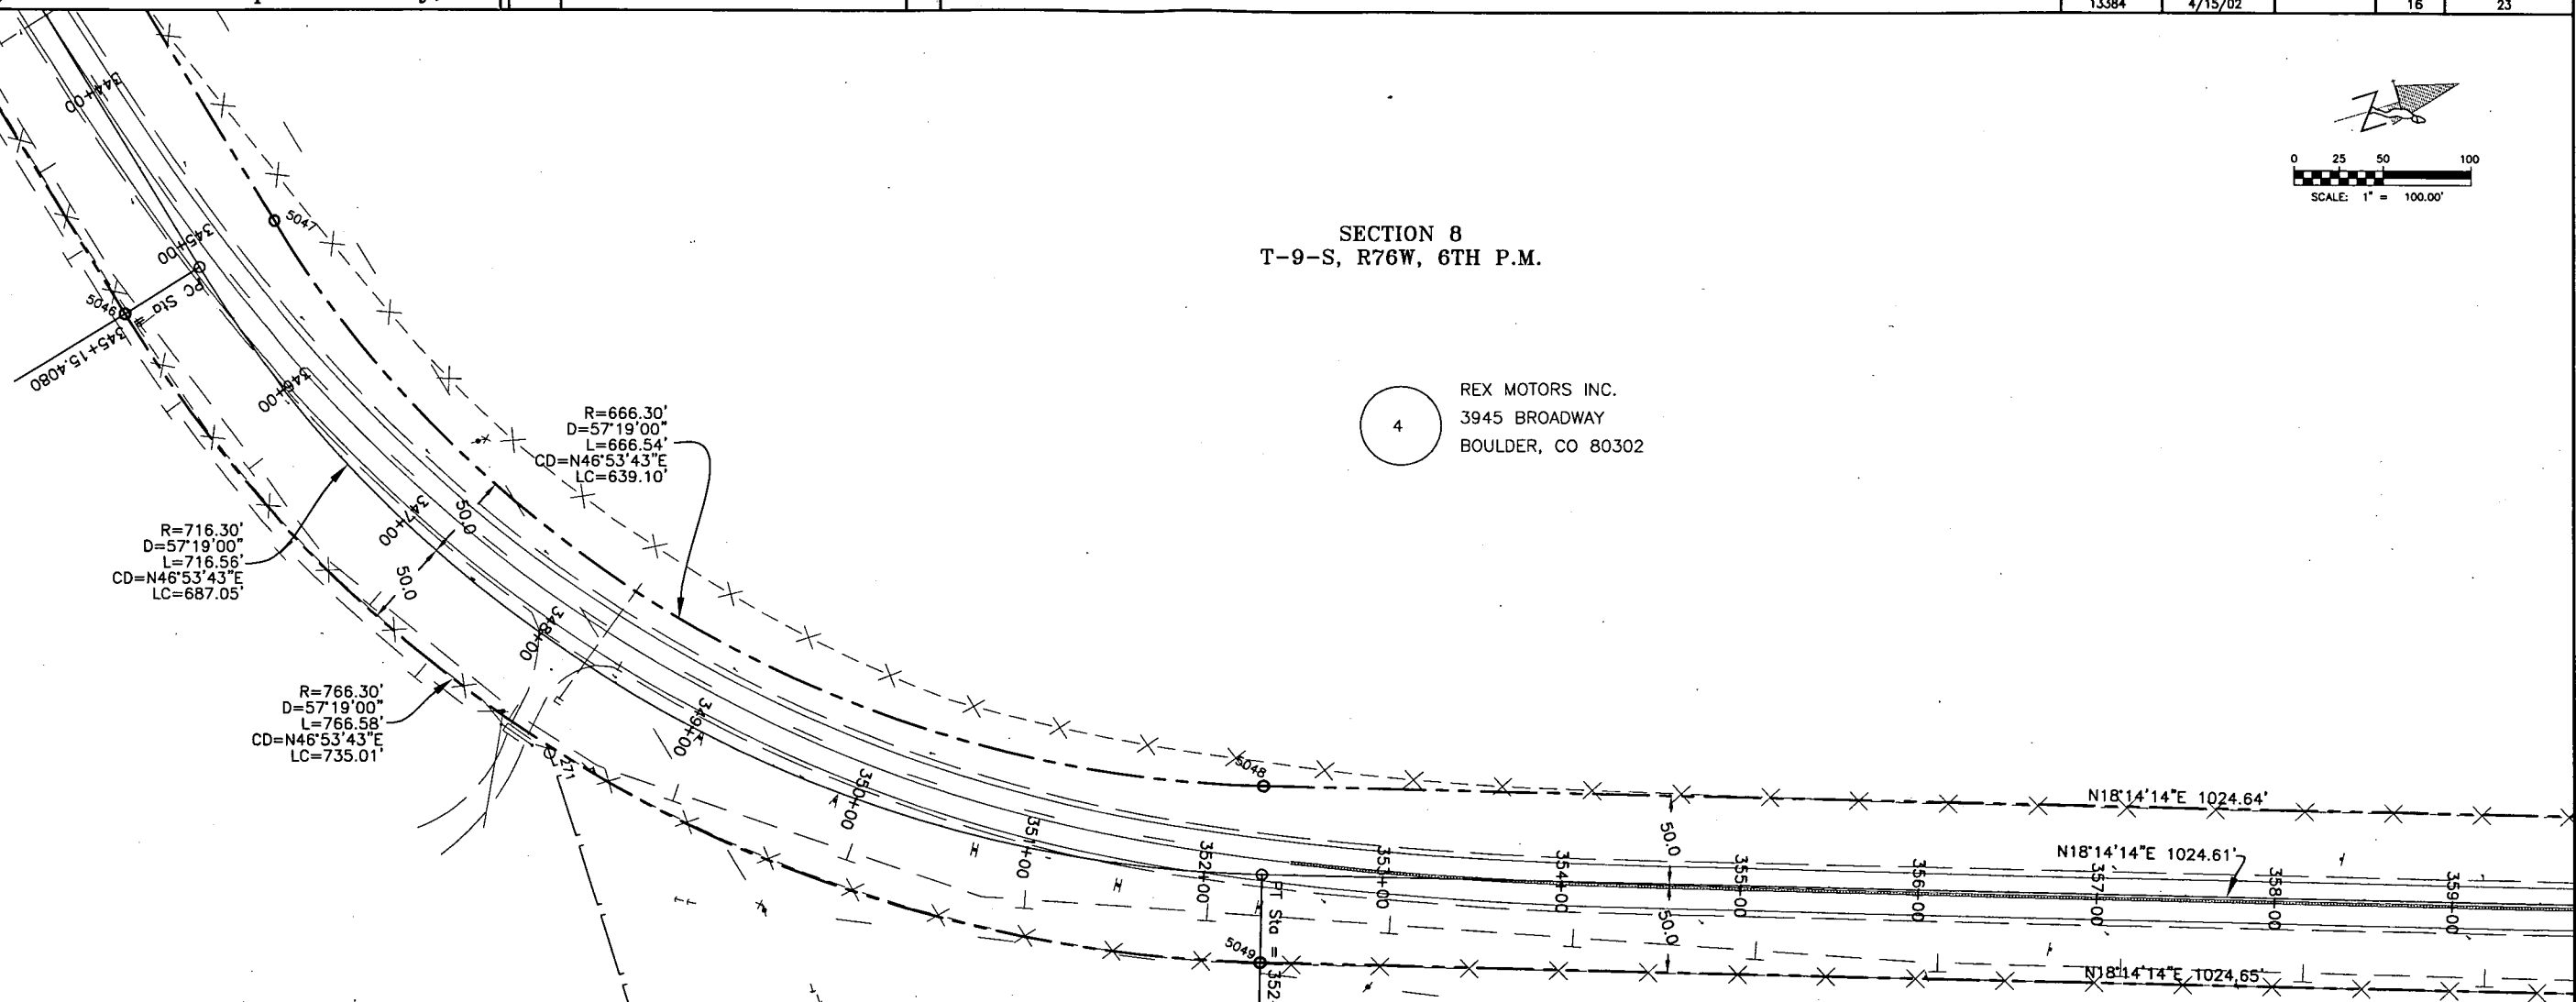 13384 4/15/02 16 23
Z
0 25 50 100
SCALE: 1" = 100.00'
SECTION 8
T-9-S, R76W, 6TH P.M.
4
REX MOTORS INC.
3945 BROADWAY
BOULDER, CO 80302
344+00
5047
345+00
PC Sta =
345+15.4080
5046
346+00
R=666.30'
D=57°19'00"
L=666.54'
CD=N46°53'43"E
LC=639.10'
347+00
50.0
50.0
R=716.30'
D=57°19'00"
L=716.56'
CD=N46°53'43"E
LC=687.05'
348+00
R=766.30'
D=57°19'00"
L=766.58'
CD=N46°53'43"E
LC=735.01'
271
349+00
350+00
351+00
352+00
5048
PT Sta = 352
5049
353+00
354+00
50.0
50.0
355+00
356+00
357+00
358+00
359+00
N18°14'14"E 1024.64'
N18°14'14"E 1024.61'
N18°14'14"E 1024.65'